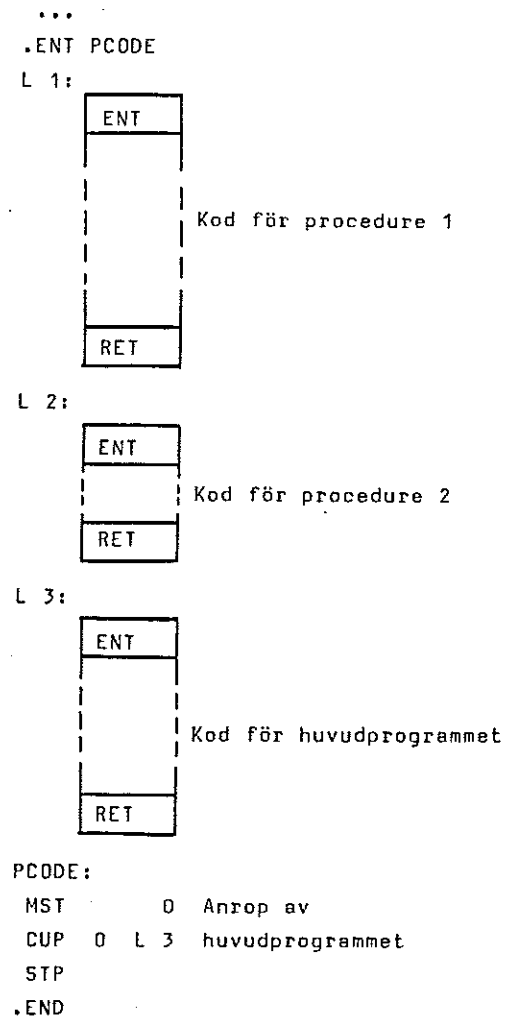 ...
.ENT PCODE
L 1:
ENT
Kod för procedure 1
RET
L 2:
ENT
Kod för procedure 2
RET
L 3:
ENT
Kod för huvudprogrammet
RET
PCODE:
MST 0 Anrop av
CUP 0 L 3 huvudprogrammet
STP
.END